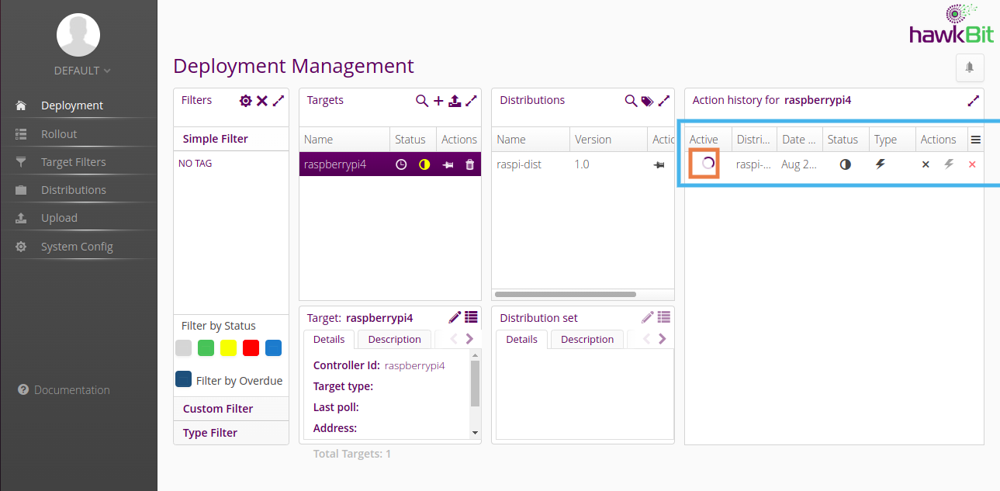 hawkBit
DEFAULT
Deployment Management
Deployment
Rollout
Target Filters
Distributions
Upload
System Config
Documentation
Filters
Simple Filter
NO TAG
Filter by Status
Filter by Overdue
Custom Filter
Type Filter
Targets
Name Status Actions
raspberrypi4
Target: raspberrypi4
Details Description
Controller Id: raspberrypi4
Target type:
Last poll:
Address:
Total Targets: 1
Distributions
Name Version Actic
raspi-dist 1.0
Distribution set
Details Description
Action history for raspberrypi4
Active Distri... Date ... Status Type Actions
raspi-... Aug 2...